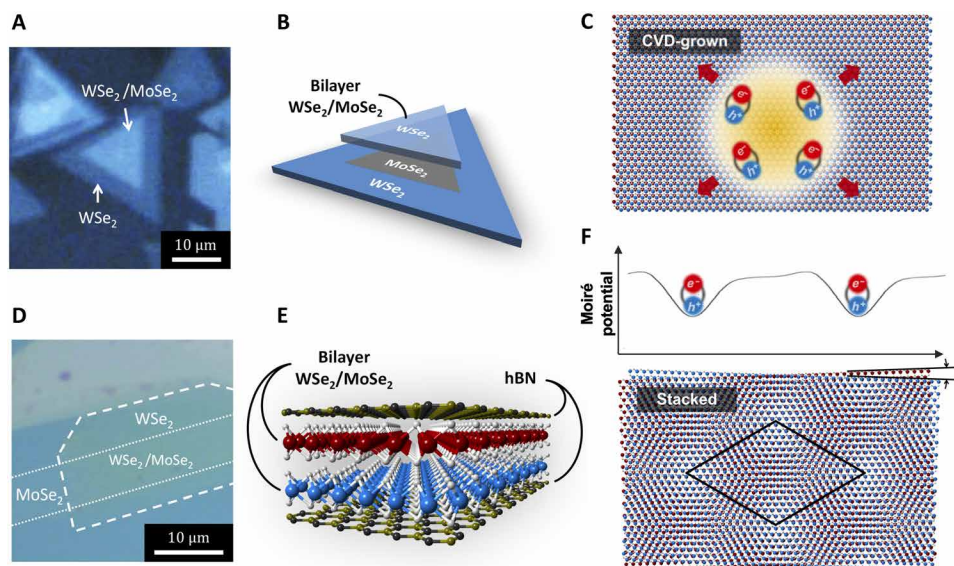 A
WSe₂/MoSe₂
WSe₂
10 μm
B
Bilayer
WSe₂/MoSe₂
WSe₂
MoSe₂
WSe₂
C
CVD-grown
e⁻
h⁺
e⁻
h⁺
e⁻
h⁺
e⁻
h⁺
D
WSe₂
WSe₂/MoSe₂
MoSe₂
10 μm
E
Bilayer
WSe₂/MoSe₂
hBN
F
Moiré
potential
e⁻
h⁺
e⁻
h⁺
Stacked